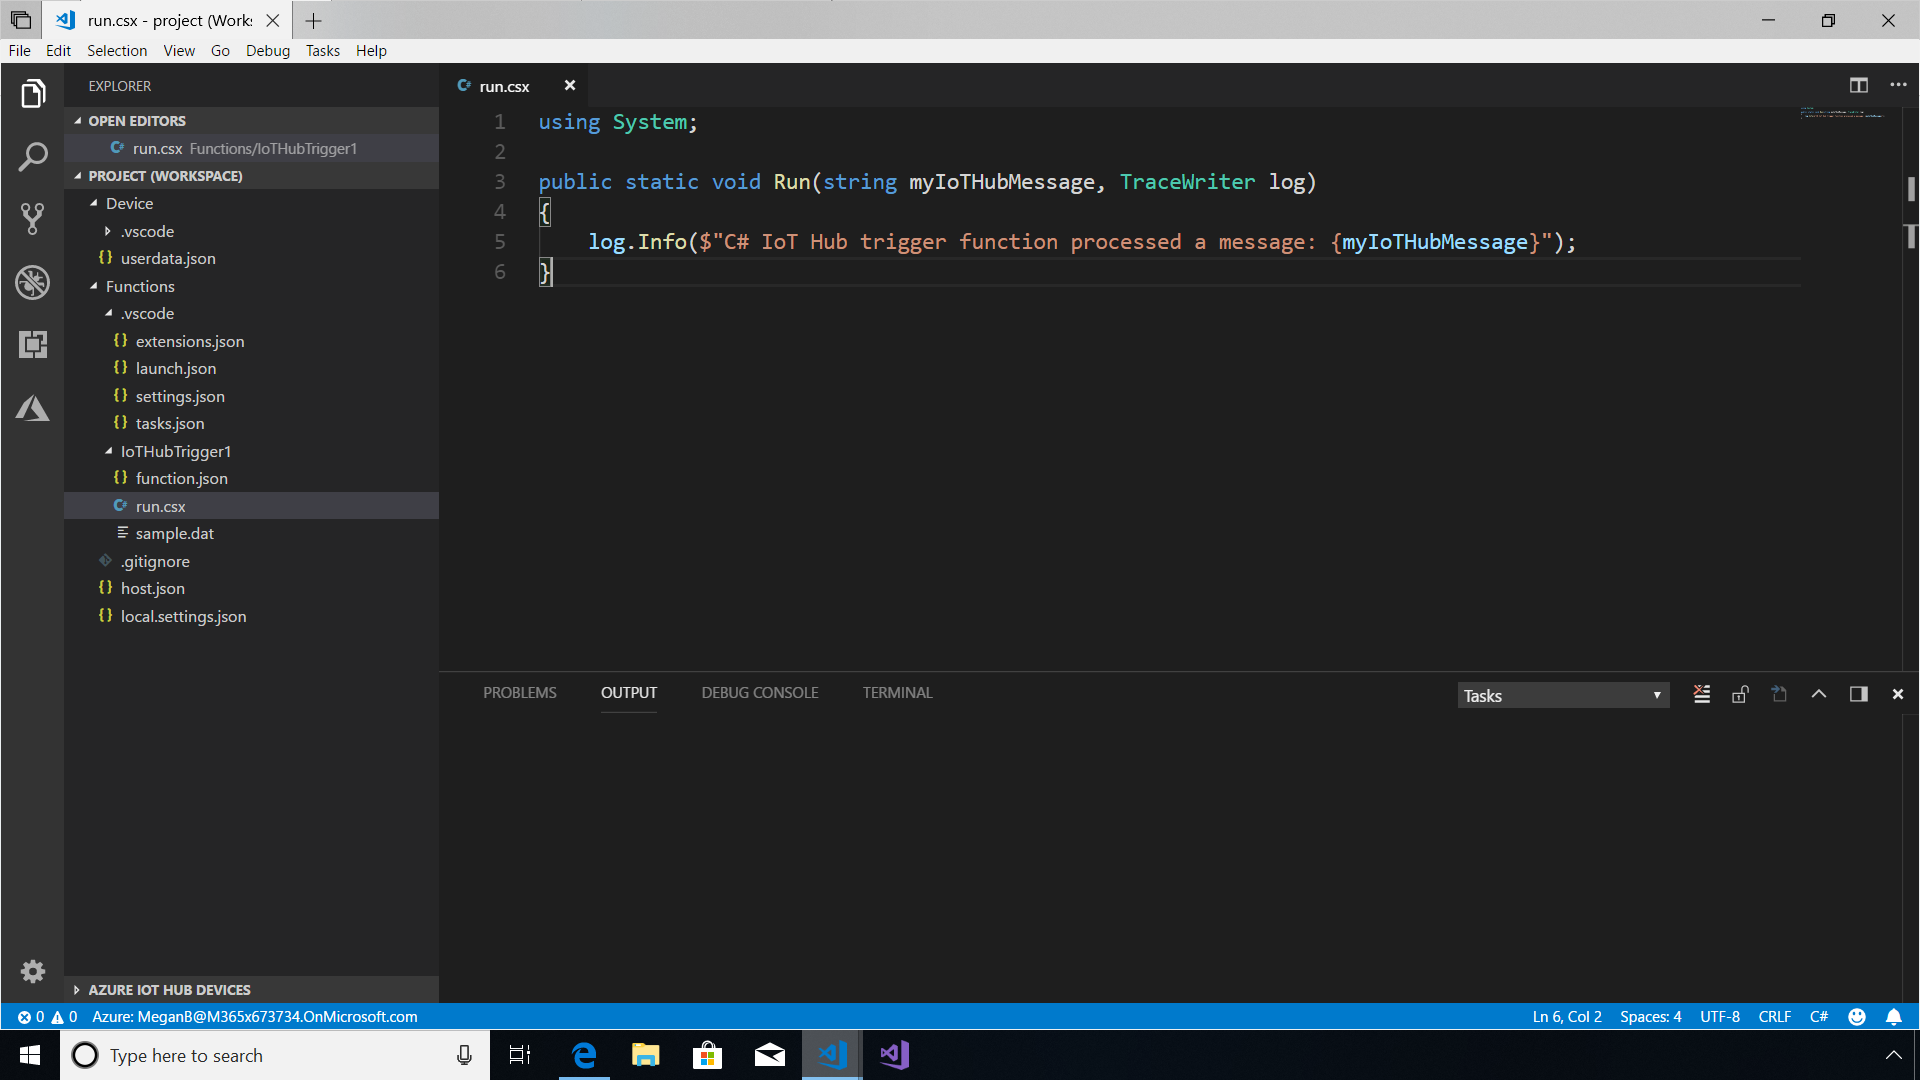 run.csx - project (Works
File Edit Selection View Go Debug Tasks Help
EXPLORER
OPEN EDITORS
run.csx Functions/IoTHubTrigger1
PROJECT (WORKSPACE)
Device
.vscode
userdata.json
Functions
.vscode
extensions.json
launch.json
settings.json
tasks.json
IoTHubTrigger1
function.json
run.csx
sample.dat
.gitignore
host.json
local.settings.json
AZURE IOT HUB DEVICES
run.csx
1 using System;
2
3 public static void Run(string myIoTHubMessage, TraceWriter log)
4 {
5 log.Info($"C# IoT Hub trigger function processed a message: {myIoTHubMessage}");
6 }
PROBLEMS OUTPUT DEBUG CONSOLE TERMINAL
Tasks
0 0 Azure: MeganB@M365x673734.OnMicrosoft.com
Ln 6, Col 2 Spaces: 4 UTF-8 CRLF C#
Type here to search